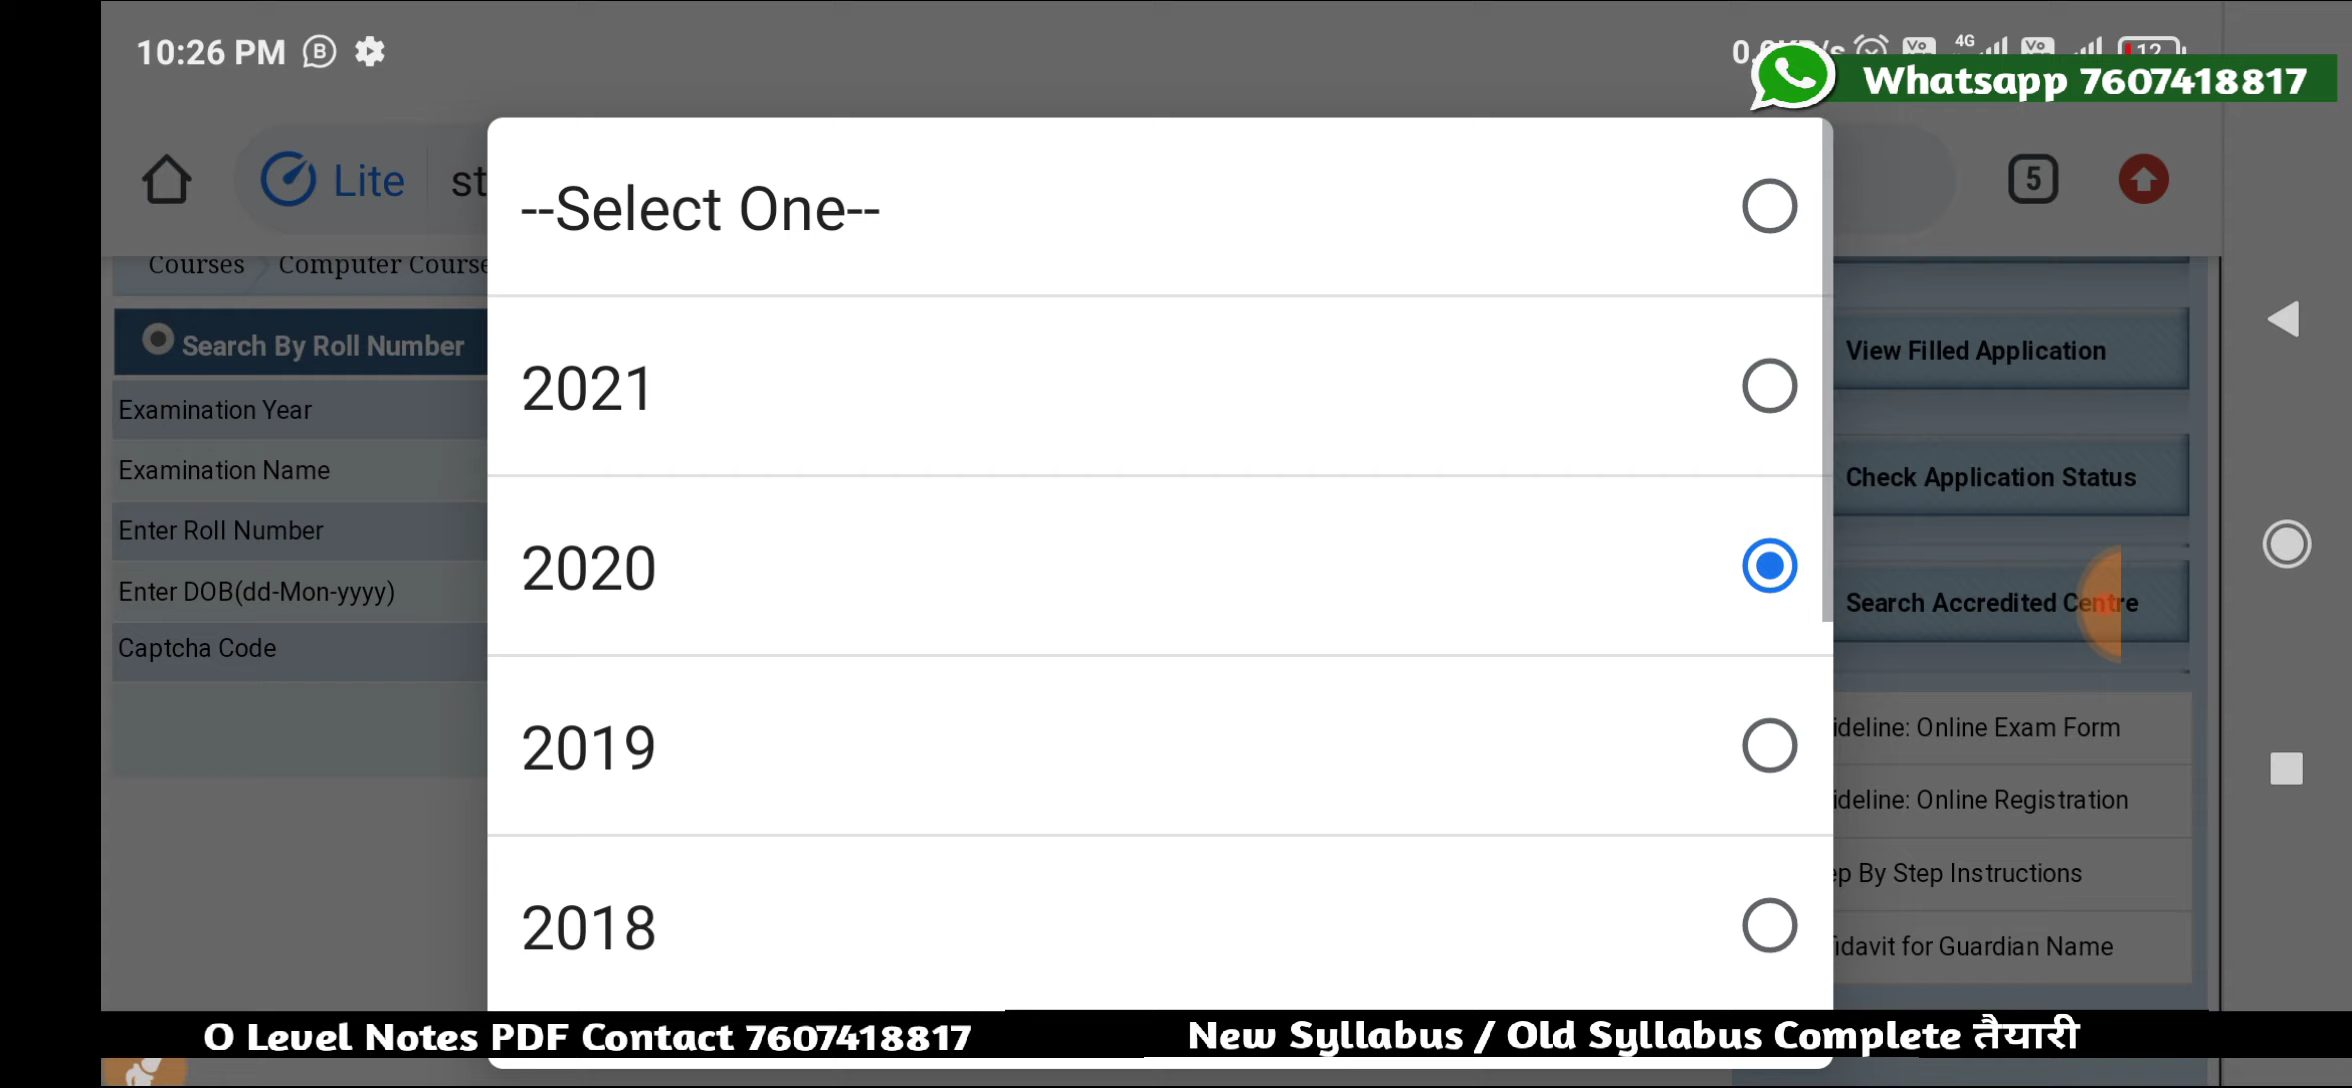 10:26 PM
4G
12
Whatsapp 7607418817
Lite
5
Courses Computer Course
--Select One--
2021
2020
2019
2018
Search By Roll Number
Examination Year
Examination Name
Enter Roll Number
Enter DOB(dd-Mon-yyyy)
Captcha Code
View Filled Application
Check Application Status
Search Accredited Centre
ideline: Online Exam Form
ideline: Online Registration
ep By Step Instructions
idavit for Guardian Name
O Level Notes PDF Contact 7607418817
New Syllabus / Old Syllabus Complete तैयारी